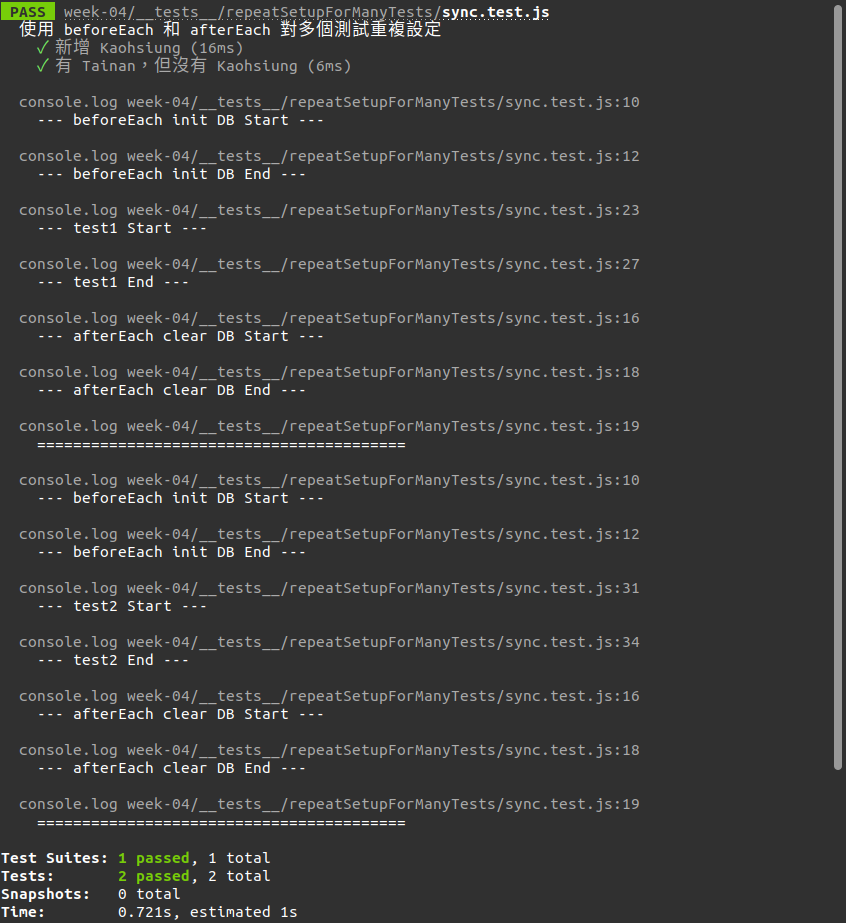 PASS week-04/__tests__/repeatSetupForManyTests/sync.test.js
使用 beforeEach 和 afterEach 對多個測試重複設定
✓ 新增 Kaohsiung (16ms)
✓ 有 Tainan，但沒有 Kaohsiung (6ms)
console.log week-04/__tests__/repeatSetupForManyTests/sync.test.js:10
--- beforeEach init DB Start ---
console.log week-04/__tests__/repeatSetupForManyTests/sync.test.js:12
--- beforeEach init DB End ---
console.log week-04/__tests__/repeatSetupForManyTests/sync.test.js:23
--- test1 Start ---
console.log week-04/__tests__/repeatSetupForManyTests/sync.test.js:27
--- test1 End ---
console.log week-04/__tests__/repeatSetupForManyTests/sync.test.js:16
--- afterEach clear DB Start ---
console.log week-04/__tests__/repeatSetupForManyTests/sync.test.js:18
--- afterEach clear DB End ---
console.log week-04/__tests__/repeatSetupForManyTests/sync.test.js:19
=========================================
console.log week-04/__tests__/repeatSetupForManyTests/sync.test.js:10
--- beforeEach init DB Start ---
console.log week-04/__tests__/repeatSetupForManyTests/sync.test.js:12
--- beforeEach init DB End ---
console.log week-04/__tests__/repeatSetupForManyTests/sync.test.js:31
--- test2 Start ---
console.log week-04/__tests__/repeatSetupForManyTests/sync.test.js:34
--- test2 End ---
console.log week-04/__tests__/repeatSetupForManyTests/sync.test.js:16
--- afterEach clear DB Start ---
console.log week-04/__tests__/repeatSetupForManyTests/sync.test.js:18
--- afterEach clear DB End ---
console.log week-04/__tests__/repeatSetupForManyTests/sync.test.js:19
=========================================
Test Suites: 1 passed, 1 total
Tests: 2 passed, 2 total
Snapshots: 0 total
Time: 0.721s, estimated 1s